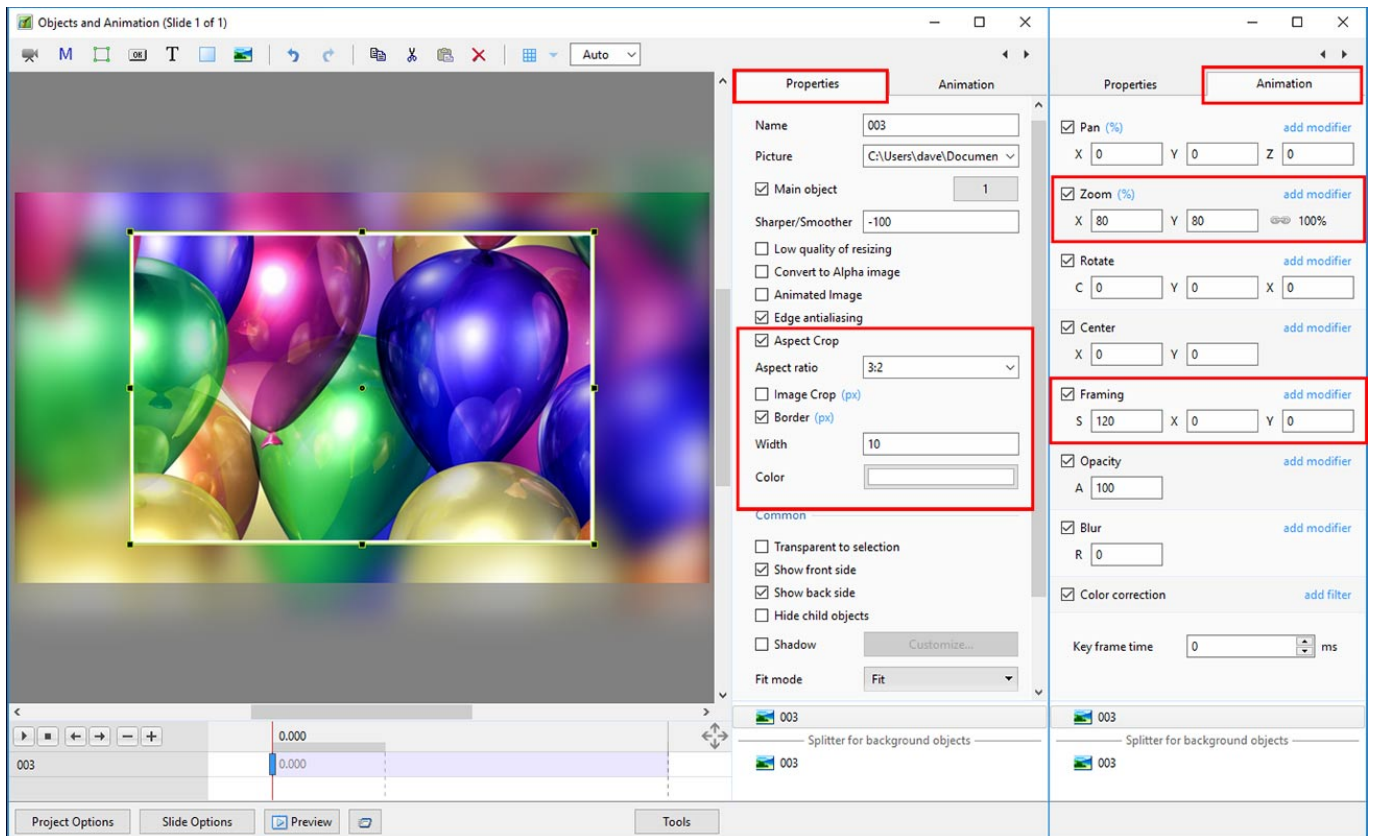 Objects and Animation (Slide 1 of 1)
M OK T Auto
Properties Animation
Name 003
Picture C:\Users\dave\Documen
Main object 1
Sharper/Smoother -100
Low quality of resizing
Convert to Alpha image
Animated Image
Edge antialiasing
Aspect Crop
Aspect ratio 3:2
Image Crop (px)
Border (px)
Width 10
Color
Common
Transparent to selection
Show front side
Show back side
Hide child objects
Shadow Customize...
Fit mode Fit
003
Splitter for background objects
003
Properties Animation
Pan (%) add modifier
X 0 Y 0 Z 0
Zoom (%) add modifier
X 80 Y 80 100%
Rotate add modifier
C 0 Y 0 X 0
Center add modifier
X 0 Y 0
Framing add modifier
S 120 X 0 Y 0
Opacity add modifier
A 100
Blur add modifier
R 0
Color correction add filter
Key frame time 0 ms
003
Splitter for background objects
003
0.000
003 0.000
Project Options Slide Options Preview Tools